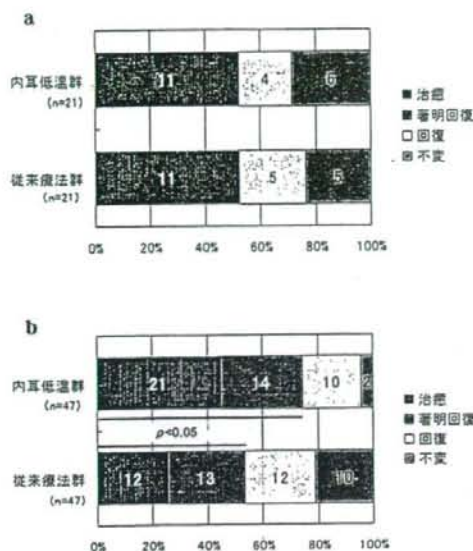 a
内耳低温群
(n=21)
11
4
6
従来療法群
(n=21)
11
5
5
0%
20%
40%
60%
80%
100%
■治癒
■著明回復
□回復
不変
b
内耳低温群
(n=47)
21
14
10
2
p<0.05
従来療法群
(n=47)
12
13
12
10
0%
20%
40%
60%
80%
100%
■治癒
■著明回復
□回復
不変